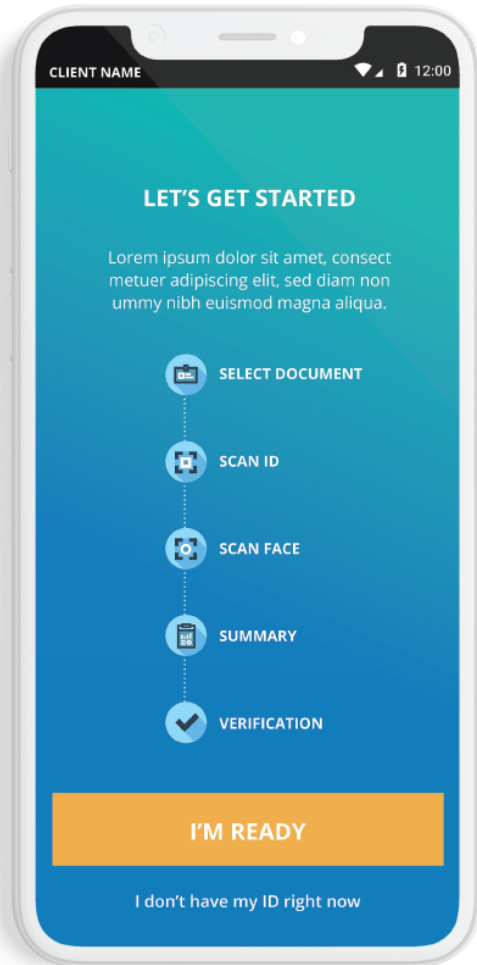 CLIENT NAME
12:00
LET'S GET STARTED
Lorem ipsum dolor sit amet, consect
metuer adipiscing elit, sed diam non
ummy nibh euismod magna aliqua.
SELECT DOCUMENT
SCAN ID
SCAN FACE
SUMMARY
VERIFICATION
I'M READY
I don't have my ID right now